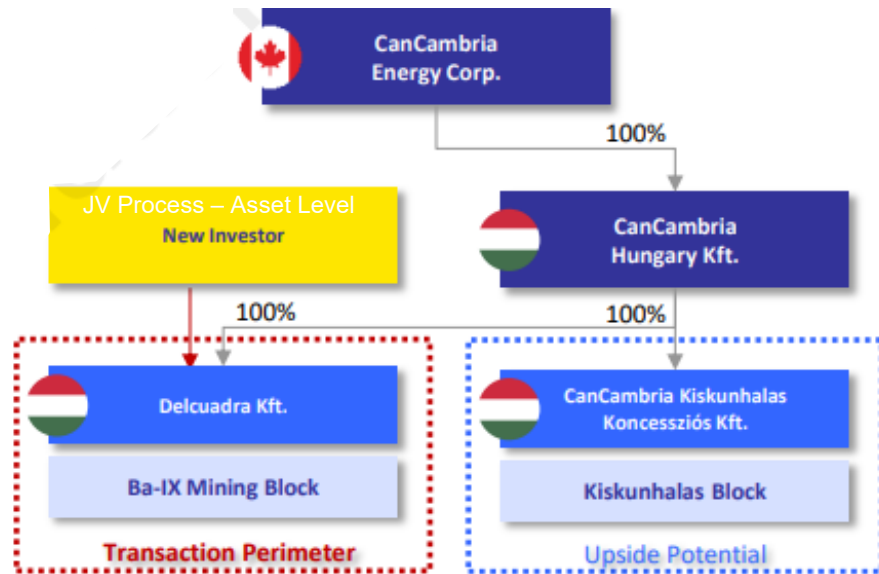 CanCambria
Energy Corp.
100%
JV Process – Asset Level
New Investor
CanCambria
Hungary Kft.
100%
100%
Delcuadra Kft.
CanCambria Kiskunhalas
Koncessziós Kft.
Ba-IX Mining Block
Kiskunhalas Block
Transaction Perimeter
Upside Potential